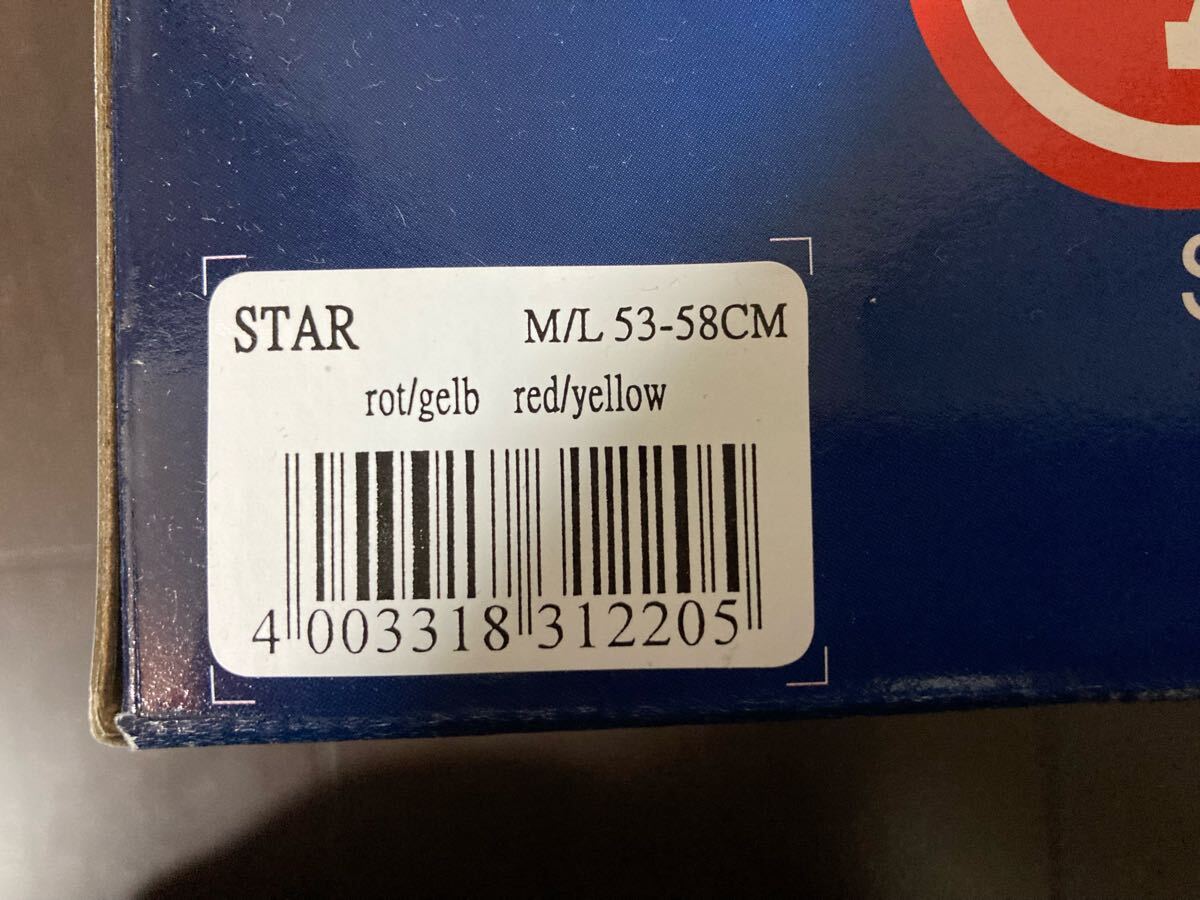 STAR M/L 53-58CM
rot/gelb red/yellow
4 003318 312205